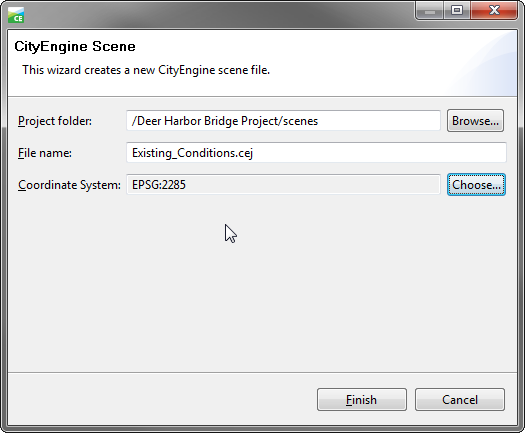 CE
CityEngine Scene
This wizard creates a new CityEngine scene file.
Project folder: /Deer Harbor Bridge Project/scenes Browse...
File name: Existing_Conditions.cej
Coordinate System: EPSG:2285 Choose...
Finish Cancel